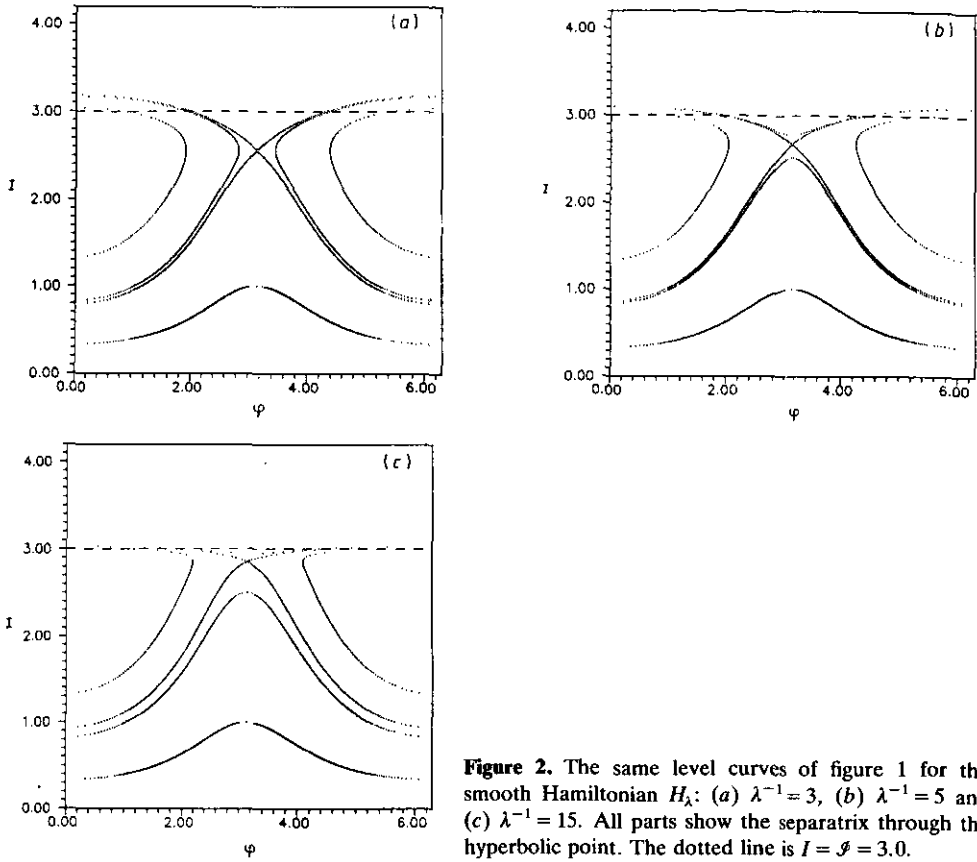 (a)
4.00
3.00
I
2.00
1.00
0.00
0.00 2.00 4.00 6.00
φ
(b)
4.00
3.00
I
2.00
1.00
0.00
0.00 2.00 4.00 6.00
φ
(c)
4.00
3.00
I
2.00
1.00
0.00
0.00 2.00 4.00 6.00
φ
Figure 2. The same level curves of figure 1 for th
smooth Hamiltonian H_λ: (a) λ⁻¹ = 3, (b) λ⁻¹ = 5 an
(c) λ⁻¹ = 15. All parts show the separatrix through th
hyperbolic point. The dotted line is I = 𝓘 = 3.0.